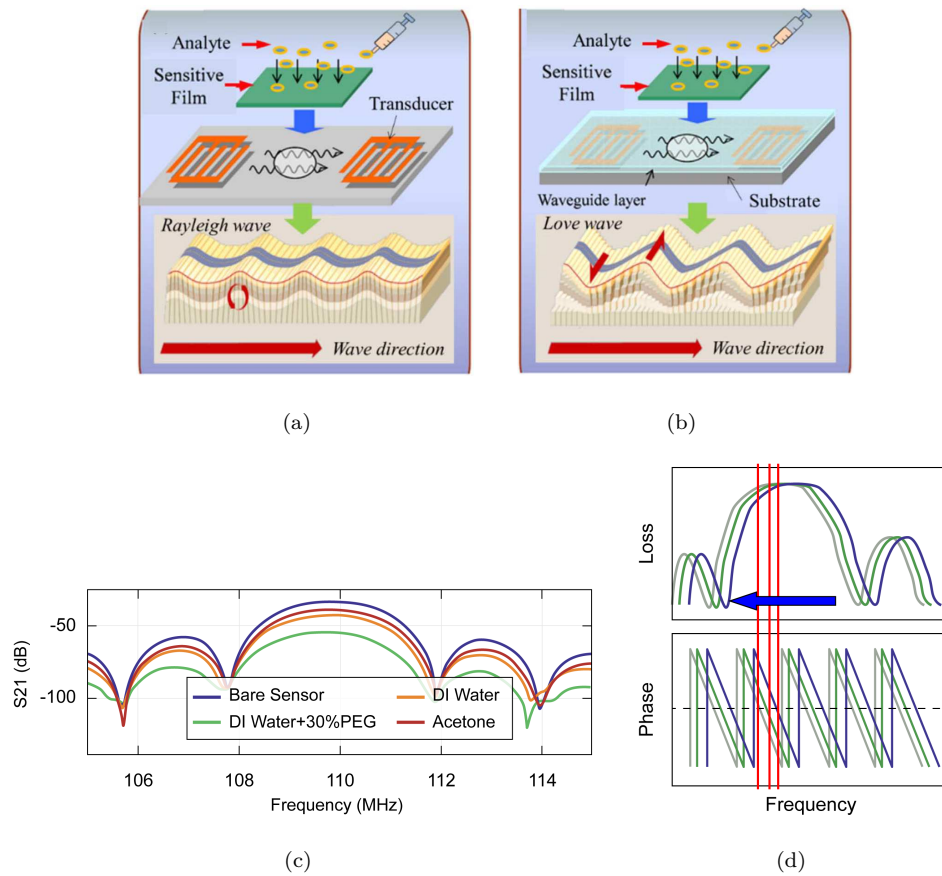 Analyte
Sensitive
Film
Transducer
Rayleigh wave
Wave direction
(a)
Analyte
Sensitive
Film
Waveguide layer
Substrate
Love wave
Wave direction
(b)
S21 (dB)
-50
-100
Bare Sensor
DI Water+30%PEG
DI Water
Acetone
106
108
110
112
114
Frequency (MHz)
(c)
Loss
Phase
Frequency
(d)